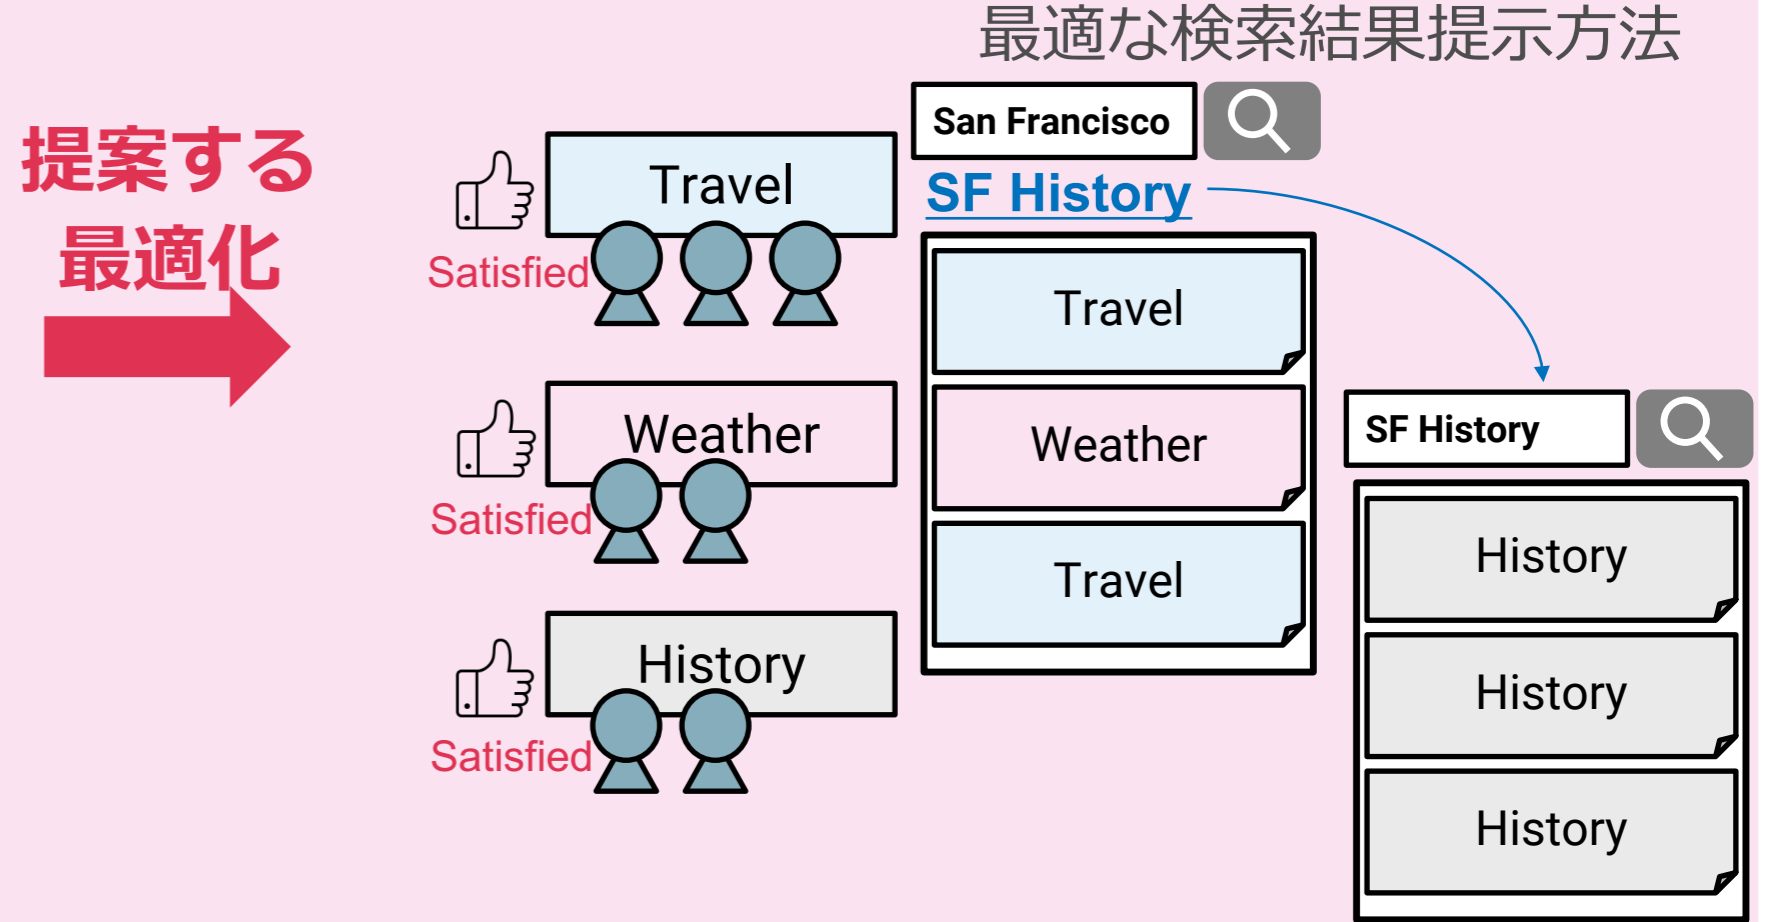 最適な検索結果提示方法
提案する
最適化
Travel
Satisfied
Weather
Satisfied
History
Satisfied
San Francisco
SF History
Travel
Weather
Travel
SF History
History
History
History